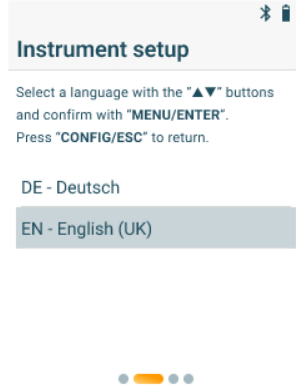 Instrument setup
Select a language with the "▲▼" buttons
and confirm with "MENU/ENTER".
Press "CONFIG/ESC" to return.
DE - Deutsch
EN - English (UK)